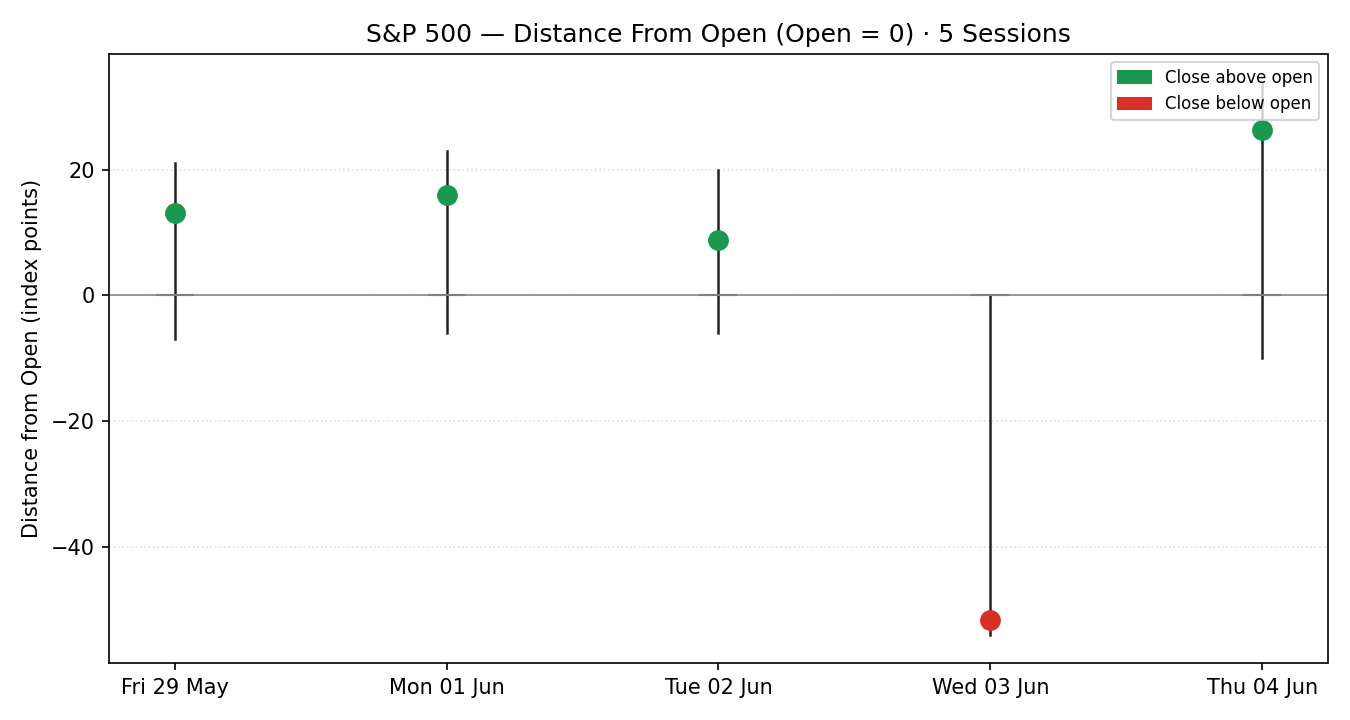 S&P 500 — Distance From Open (Open = 0) · 5 Sessions
Close above open
Close below open
Distance from Open (index points)
20
0
−20
−40
Fri 29 May
Mon 01 Jun
Tue 02 Jun
Wed 03 Jun
Thu 04 Jun